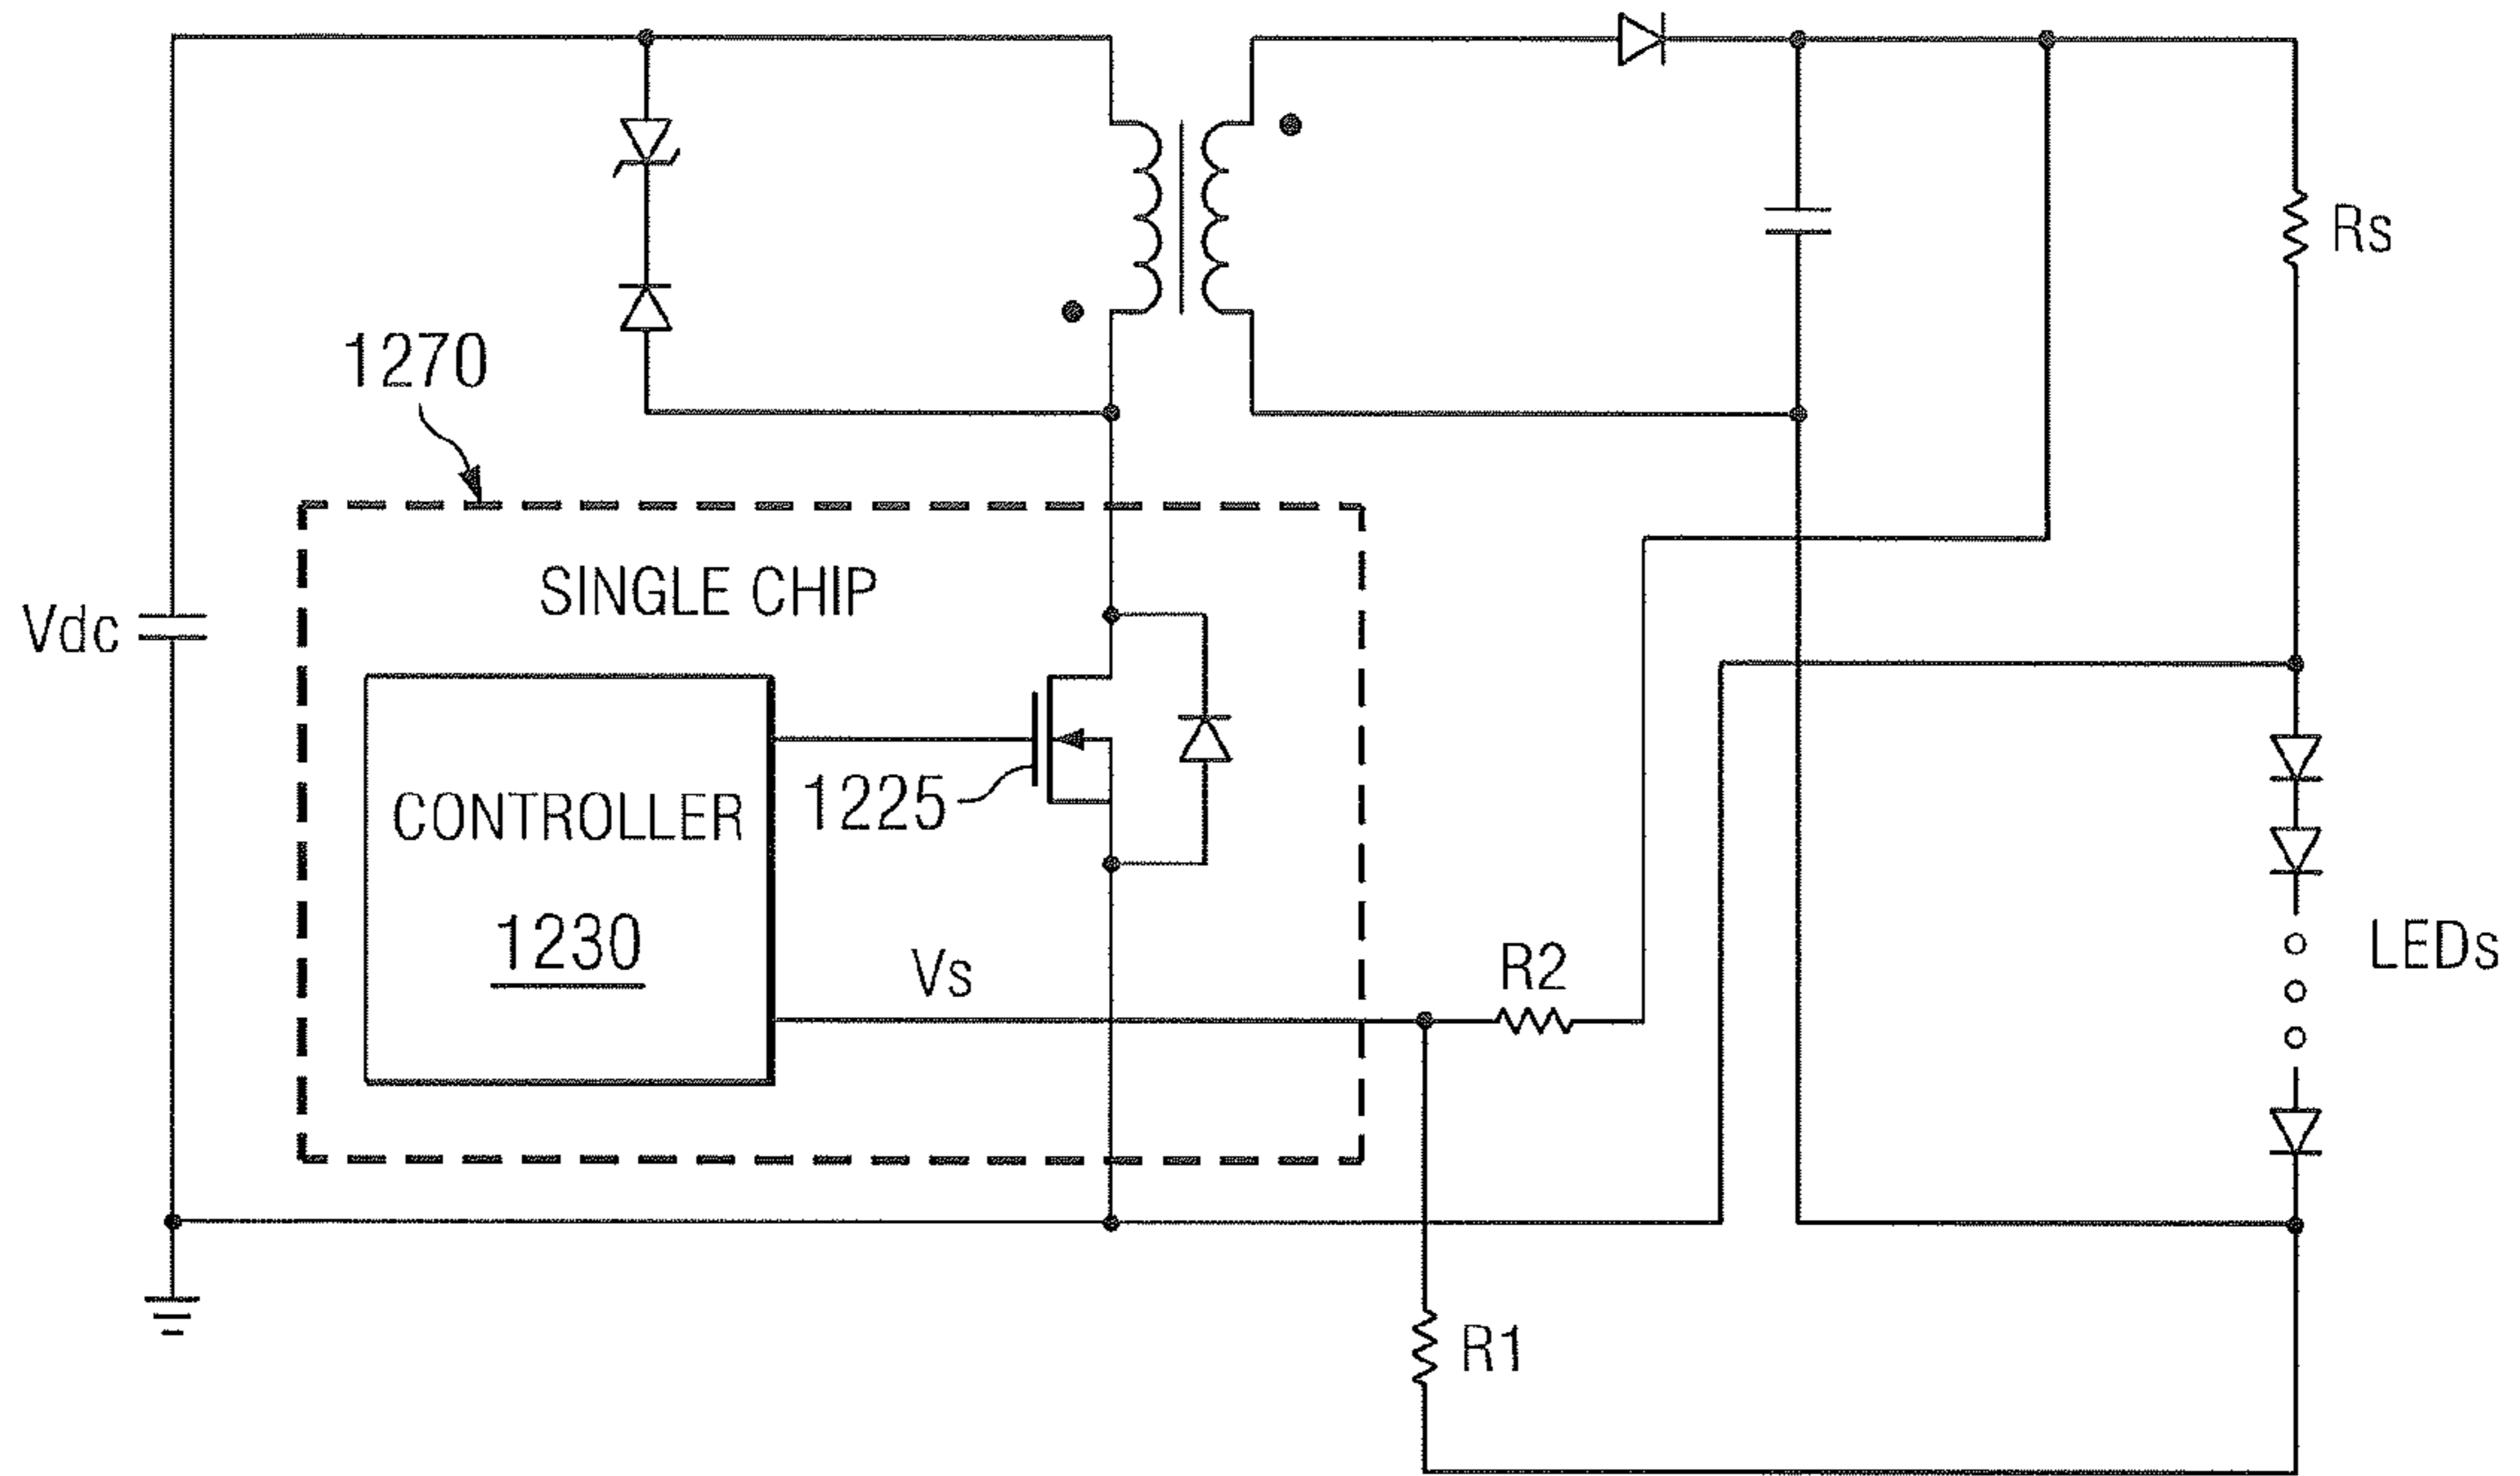 Rs
1270
SINGLE CHIP
Vdc
1225
CONTROLLER
1230
Vs
R2
LEDs
R1